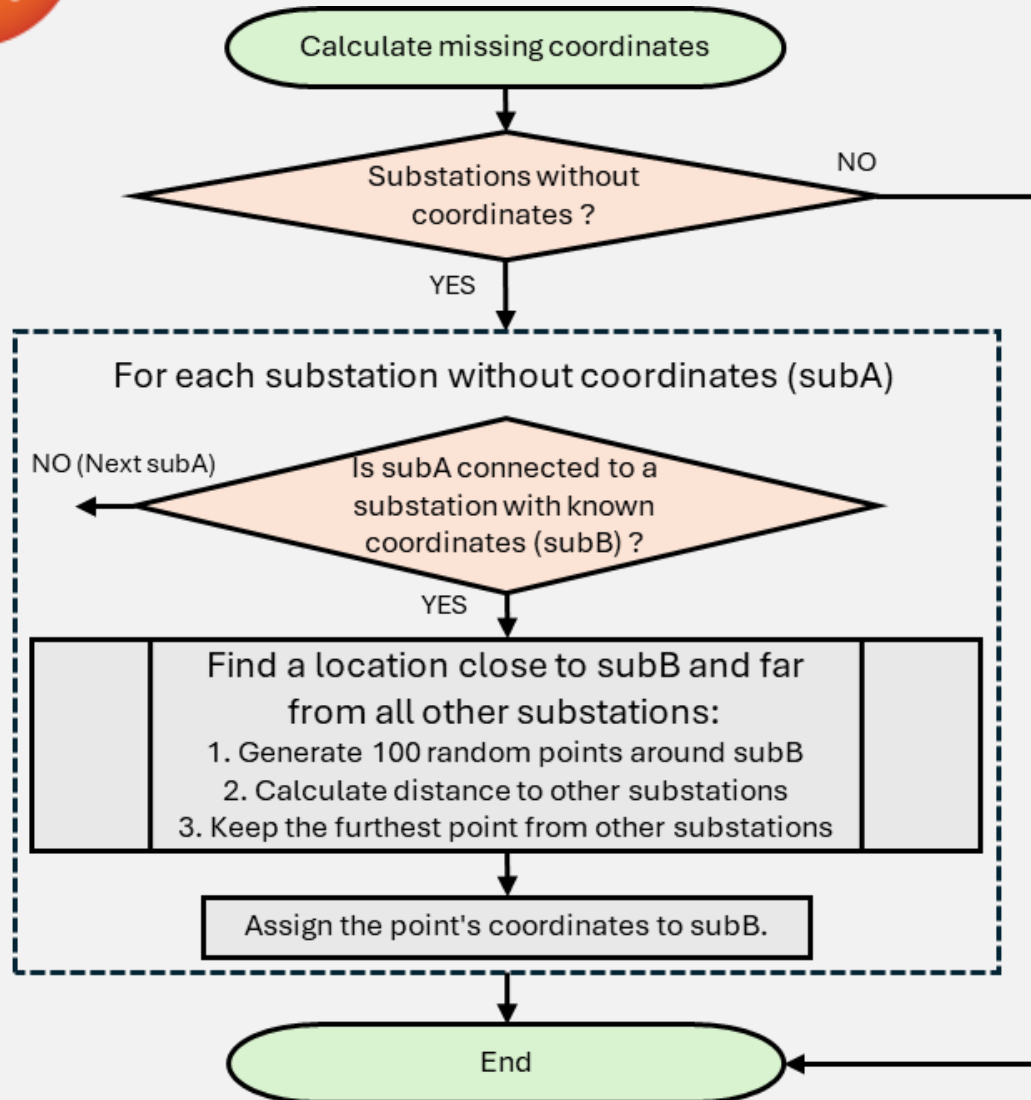 Calculate missing coordinates
Substations without
coordinates ?
NO
YES
For each substation without coordinates (subA)
NO (Next subA)
Is subA connected to a
substation with known
coordinates (subB) ?
YES
Find a location close to subB and far
from all other substations:
1. Generate 100 random points around subB
2. Calculate distance to other substations
3. Keep the furthest point from other substations
Assign the point's coordinates to subB.
End